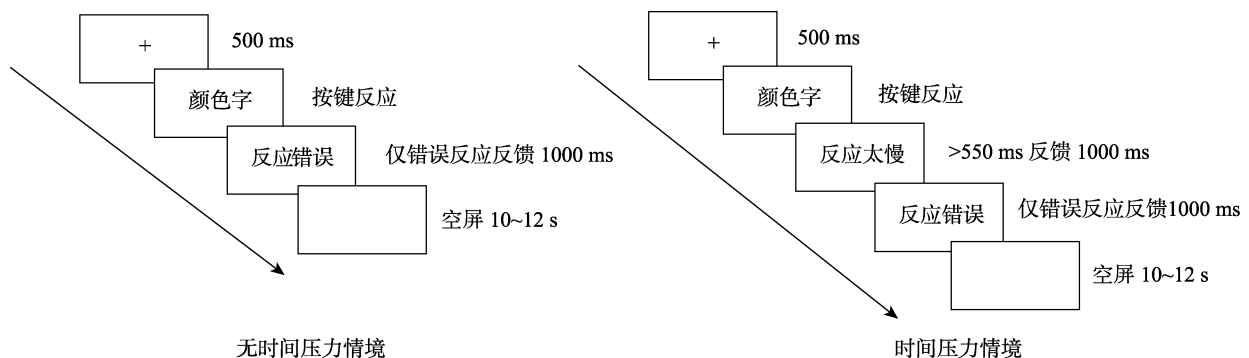 +
500 ms
颜色字
按键反应
反应错误
仅错误反应反馈 1000 ms
空屏 10~12 s
无时间压力情境
+
500 ms
颜色字
按键反应
反应太慢
>550 ms 反馈 1000 ms
反应错误
仅错误反应反馈1000 ms
空屏 10~12 s
时间压力情境